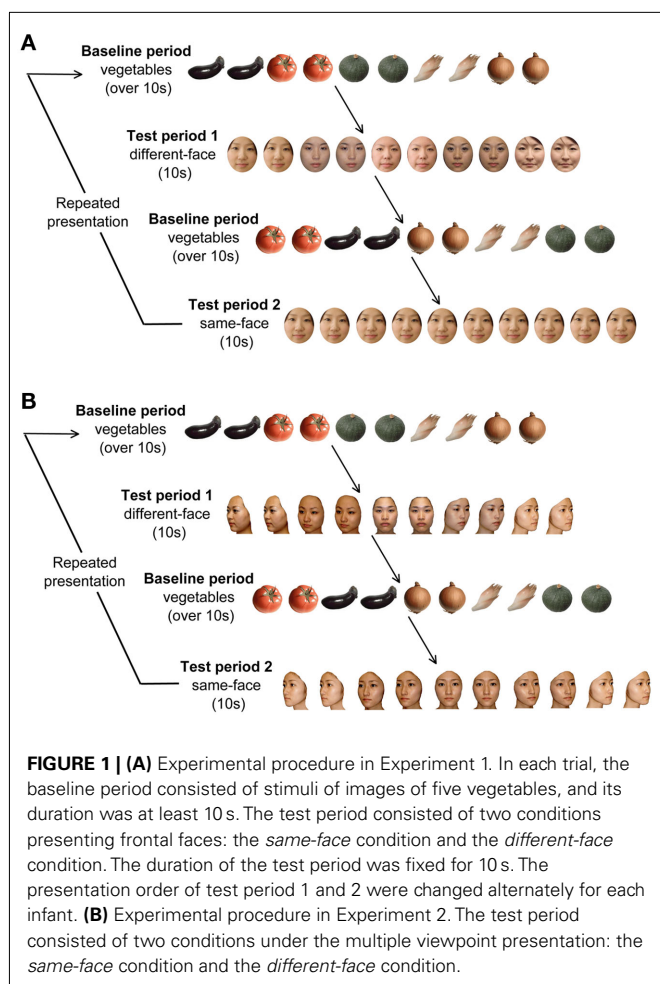 A
Baseline period
vegetables
(over 10s)
Test period 1
different-face
(10s)
Repeated
presentation
Baseline period
vegetables
(over 10s)
Test period 2
same-face
(10s)
B
Baseline period
vegetables
(over 10s)
Test period 1
different-face
(10s)
Repeated
presentation
Baseline period
vegetables
(over 10s)
Test period 2
same-face
(10s)
FIGURE 1 | (A) Experimental procedure in Experiment 1. In each trial, the
baseline period consisted of stimuli of images of five vegetables, and its
duration was at least 10 s. The test period consisted of two conditions
presenting frontal faces: the same-face condition and the different-face
condition. The duration of the test period was fixed for 10 s. The
presentation order of test period 1 and 2 were changed alternately for each
infant. (B) Experimental procedure in Experiment 2. The test period
consisted of two conditions under the multiple viewpoint presentation: the
same-face condition and the different-face condition.